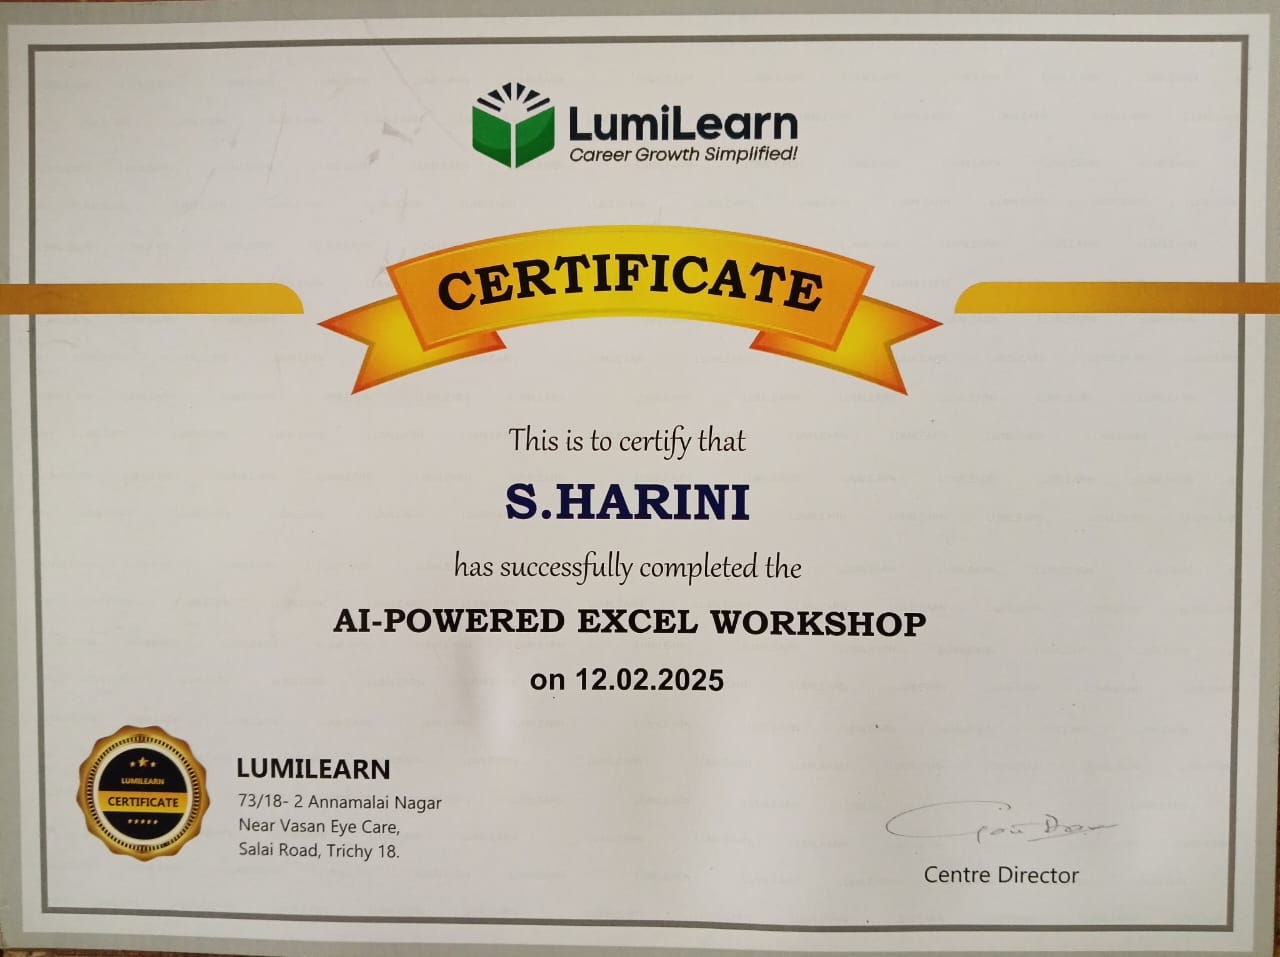 LumiLearn
Career Growth Simplified!
CERTIFICATE
This is to certify that
S.HARINI
has successfully completed the
AI-POWERED EXCEL WORKSHOP
on 12.02.2025
LUMILEARN
CERTIFICATE
LUMILEARN
73/18- 2 Annamalai Nagar
Near Vasan Eye Care,
Salai Road, Trichy 18.
Centre Director